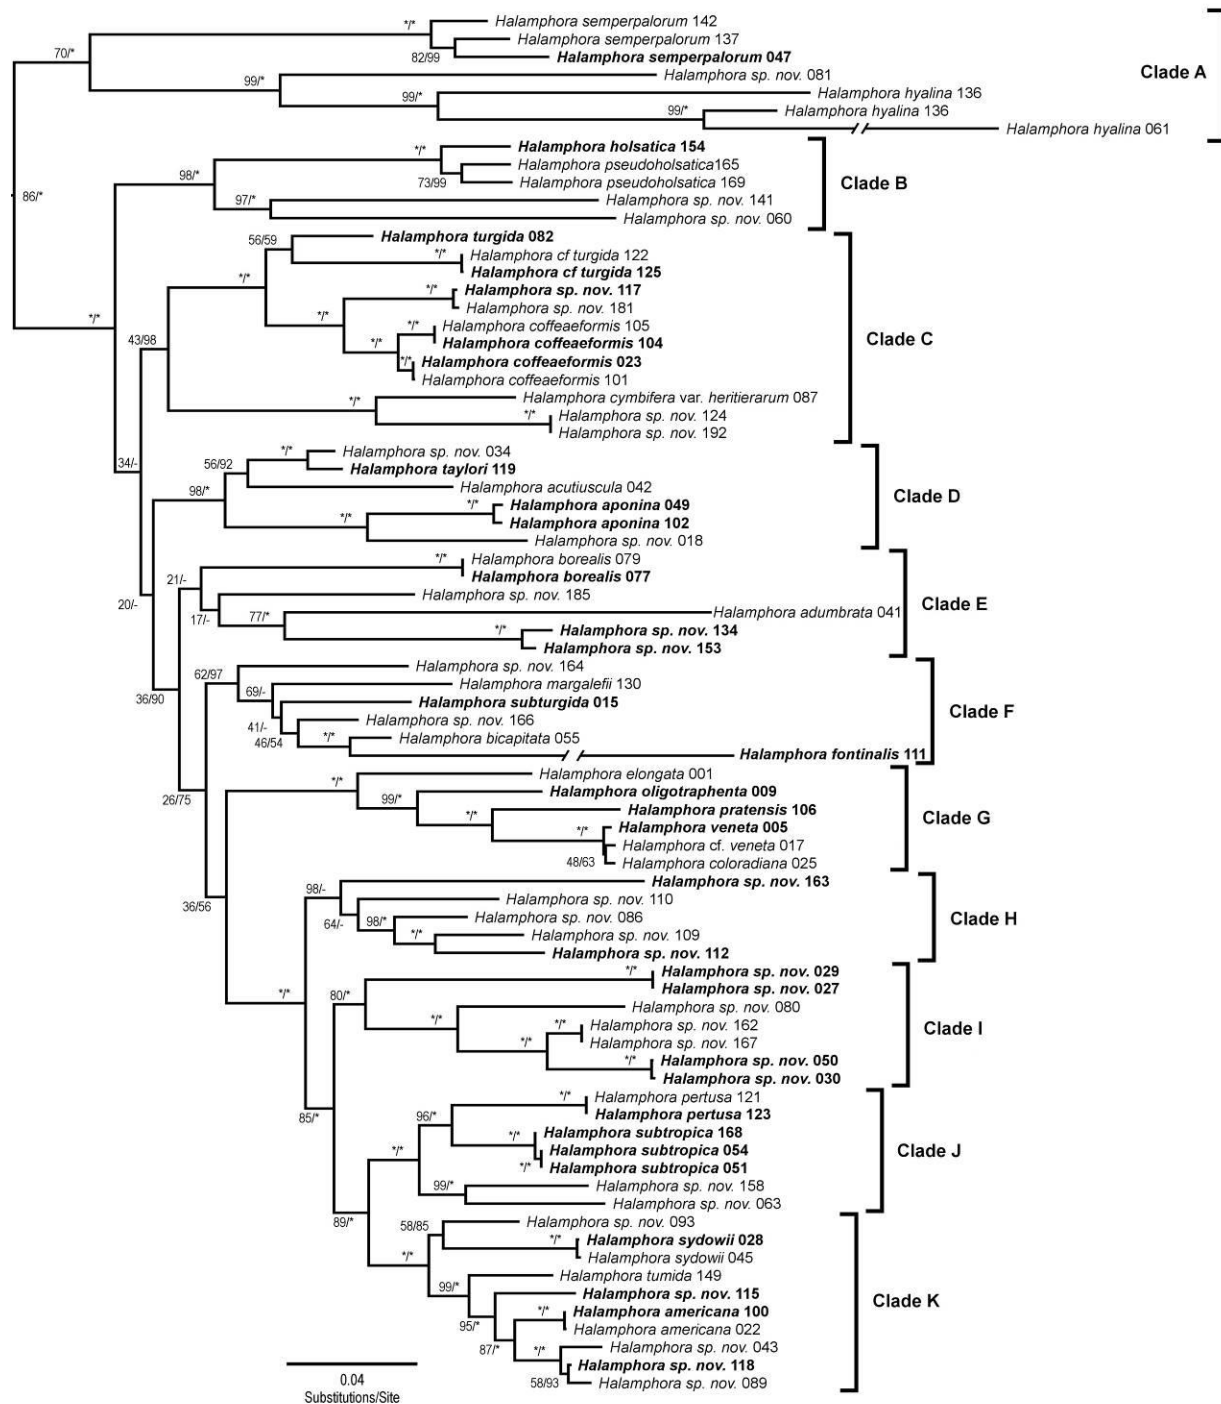 */*
Halamphora semperpalorum 142
Halamphora semperpalorum 137
82/99
Halamphora semperpalorum 047
70/*
99/*
Halamphora sp. nov. 081
Clade A
99/*
Halamphora hyalina 136
99/*
Halamphora hyalina 136
Halamphora hyalina 061
86/*
*/*
Halamphora holsatica 154
98/*
Halamphora pseudoholsatica165
73/99
Halamphora pseudoholsatica 169
Clade B
97/*
Halamphora sp. nov. 141
Halamphora sp. nov. 060
*/*
56/59
Halamphora turgida 082
*/*
*/*
Halamphora cf turgida 122
Halamphora cf turgida 125
*/*
Halamphora sp. nov. 117
Halamphora sp. nov. 181
*/*
*/*
Halamphora coffeaeformis 105
Halamphora coffeaeformis 104
*/*
*/*
Halamphora coffeaeformis 023
Halamphora coffeaeformis 101
Clade C
43/98
*/*
Halamphora cymbifera var. heritierarum 087
*/*
Halamphora sp. nov. 124
Halamphora sp. nov. 192
34/-
*/*
Halamphora sp. nov. 034
56/92
Halamphora taylori 119
98/*
Halamphora acutiuscula 042
*/*
Halamphora aponina 049
*/*
Halamphora aponina 102
Halamphora sp. nov. 018
Clade D
*/*
Halamphora borealis 079
21/-
Halamphora borealis 077
20/-
Halamphora sp. nov. 185
17/-
77/*
Halamphora adumbrata 041
*/*
Halamphora sp. nov. 134
Halamphora sp. nov. 153
Clade E
36/90
62/97
Halamphora sp. nov. 164
69/-
Halamphora margalefii 130
Halamphora subturgida 015
41/-
Halamphora sp. nov. 166
46/54
*/*
Halamphora bicapitata 055
Halamphora fontinalis 111
Clade F
26/75
*/*
Halamphora elongata 001
99/*
Halamphora oligotraphenta 009
*/*
Halamphora pratensis 106
*/*
Halamphora veneta 005
Halamphora cf. veneta 017
48/63
Halamphora coloradiana 025
Clade G
36/56
98/-
Halamphora sp. nov. 163
Halamphora sp. nov. 110
64/-
98/*
Halamphora sp. nov. 086
*/*
Halamphora sp. nov. 109
Halamphora sp. nov. 112
Clade H
*/*
80/*
*/*
Halamphora sp. nov. 029
Halamphora sp. nov. 027
*/*
Halamphora sp. nov. 080
*/*
*/*
Halamphora sp. nov. 162
Halamphora sp. nov. 167
*/*
Halamphora sp. nov. 050
Halamphora sp. nov. 030
Clade I
85/*
*/*
Halamphora pertusa 121
96/*
Halamphora pertusa 123
*/*
*/*
Halamphora subtropica 168
Halamphora subtropica 054
*/*
Halamphora subtropica 051
99/*
Halamphora sp. nov. 158
Halamphora sp. nov. 063
Clade J
89/*
58/85
Halamphora sp. nov. 093
*/*
*/*
Halamphora sydowii 028
Halamphora sydowii 045
99/*
Halamphora tumida 149
95/*
Halamphora sp. nov. 115
*/*
Halamphora americana 100
Halamphora americana 022
87/*
*/*
Halamphora sp. nov. 043
Halamphora sp. nov. 118
58/93
Halamphora sp. nov. 089
Clade K
0.04
Substitutions/Site